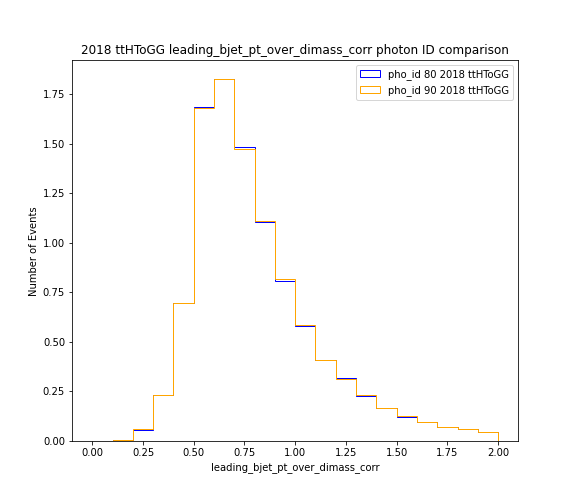 2018 ttHToGG leading_bjet_pt_over_dimass_corr photon ID comparison
pho_id 80 2018 ttHToGG
pho_id 90 2018 ttHToGG
Number of Events
1.75
1.50
1.25
1.00
0.75
0.50
0.25
0.00
0.00 0.25 0.50 0.75 1.00 1.25 1.50 1.75 2.00
leading_bjet_pt_over_dimass_corr